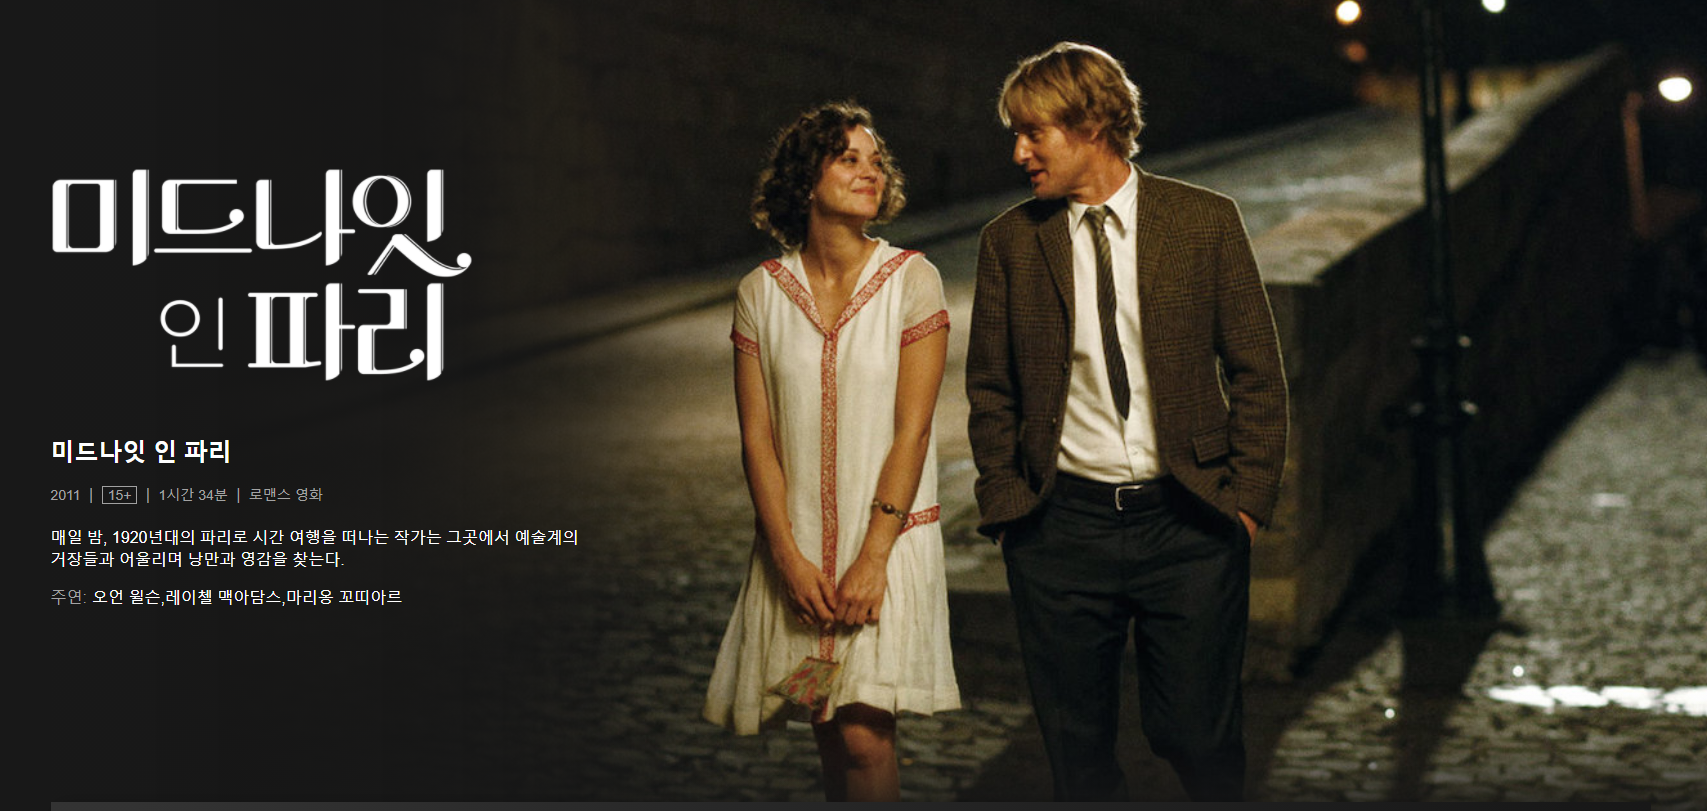 미드나잇
인 파리
미드나잇 인 파리
2011 | 15+ | 1시간 34분 | 로맨스 영화
매일 밤, 1920년대의 파리로 시간 여행을 떠나는 작가는 그곳에서 예술계의
거장들과 어울리며 낭만과 영감을 찾는다.
주연: 오언 윌슨,레이첼 맥아담스,마리옹 꼬띠아르